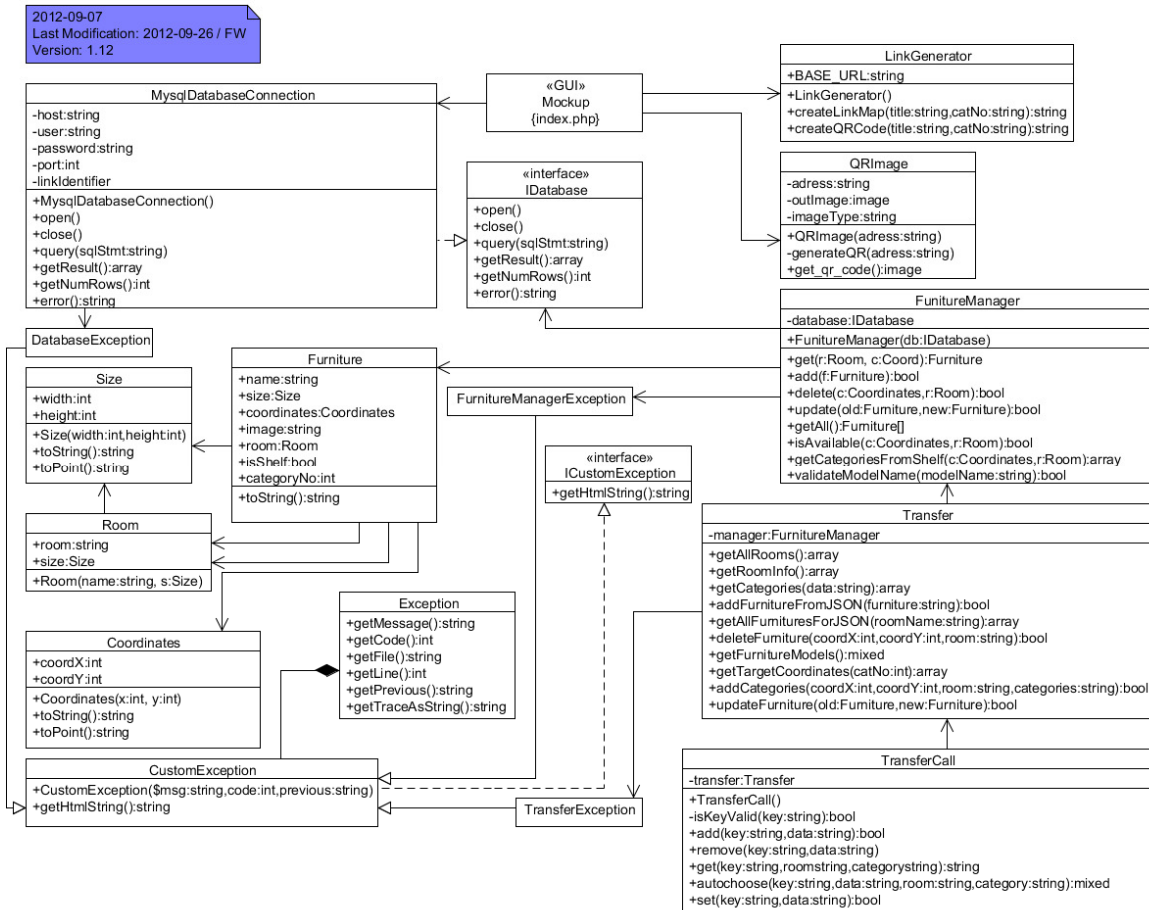 2012-09-07
Last Modification: 2012-09-26 / FW
Version: 1.12
MysqlDatabaseConnection
-host:string
-user:string
-password:string
-port:int
-linkIdentifier
+MysqlDatabaseConnection()
+open()
+close()
+query(sqlStmt:string)
+getResult():array
+getNumRows():int
+error():string
«GUI»
Mockup
{index.php}
LinkGenerator
+BASE_URL:string
+LinkGenerator()
+createLinkMap(title:string,catNo:string):string
+createQRCode(title:string,catNo:string):string
QRImage
-adress:string
-outImage:image
-imageType:string
+QRImage(adress:string)
-generateQR(adress:string)
+get_qr_code():image
«interface»
IDatabase
+open()
+close()
+query(sqlStmt:string)
+getResult():array
+getNumRows():int
+error():string
FunitureManager
-database:IDatabase
+FunitureManager(db:IDatabase)
+get(r:Room, c:Coord):Furniture
+add(f:Furniture):bool
+delete(c:Coordinates,r:Room):bool
+update(old:Furniture,new:Furniture):bool
+getAll():Furniture[]
+isAvailable(c:Coordinates,r:Room):bool
+getCategoriesFromShelf(c:Coordinates,r:Room):array
+validateModelName(modelName:string):bool
DatabaseException
Size
+width:int
+height:int
+Size(width:int,height:int)
+toString():string
+toPoint():string
Furniture
+name:string
+size:Size
+coordinates:Coordinates
+image:string
+room:Room
+isShelf:bool
+categoryNo:int
+toString():string
FurnitureManagerException
«interface»
ICustomException
+getHtmlString():string
Room
+room:string
+size:Size
+Room(name:string, s:Size)
Transfer
-manager:FurnitureManager
+getAllRooms():array
+getRoomInfo():array
+getCategories(data:string):array
+addFurnitureFromJSON(furniture:string):bool
+getAllFurnituresForJSON(roomName:string):array
+deleteFurniture(coordX:int,coordY:int,room:string):bool
+getFurnitureModels():mixed
+getTargetCoordinates(catNo:int):array
+addCategories(coordX:int,coordY:int,room:string,categories:string):bool
+updateFurniture(old:Furniture,new:Furniture):bool
Exception
+getMessage():string
+getCode():int
+getFile():string
+getLine():int
+getPrevious():string
+getTraceAsString():string
Coordinates
+coordX:int
+coordY:int
+Coordinates(x:int, y:int)
+toString():string
+toPoint():string
CustomException
+CustomException($msg:string,code:int,previous:string)
+getHtmlString():string
TransferException
TransferCall
-transfer:Transfer
+TransferCall()
-isKeyValid(key:string):bool
+add(key:string,data:string):bool
+remove(key:string,data:string)
+get(key:string,roomstring,categorystring):string
+autochoose(key:string,data:string,room:string,category:string):mixed
+set(key:string,data:string):bool